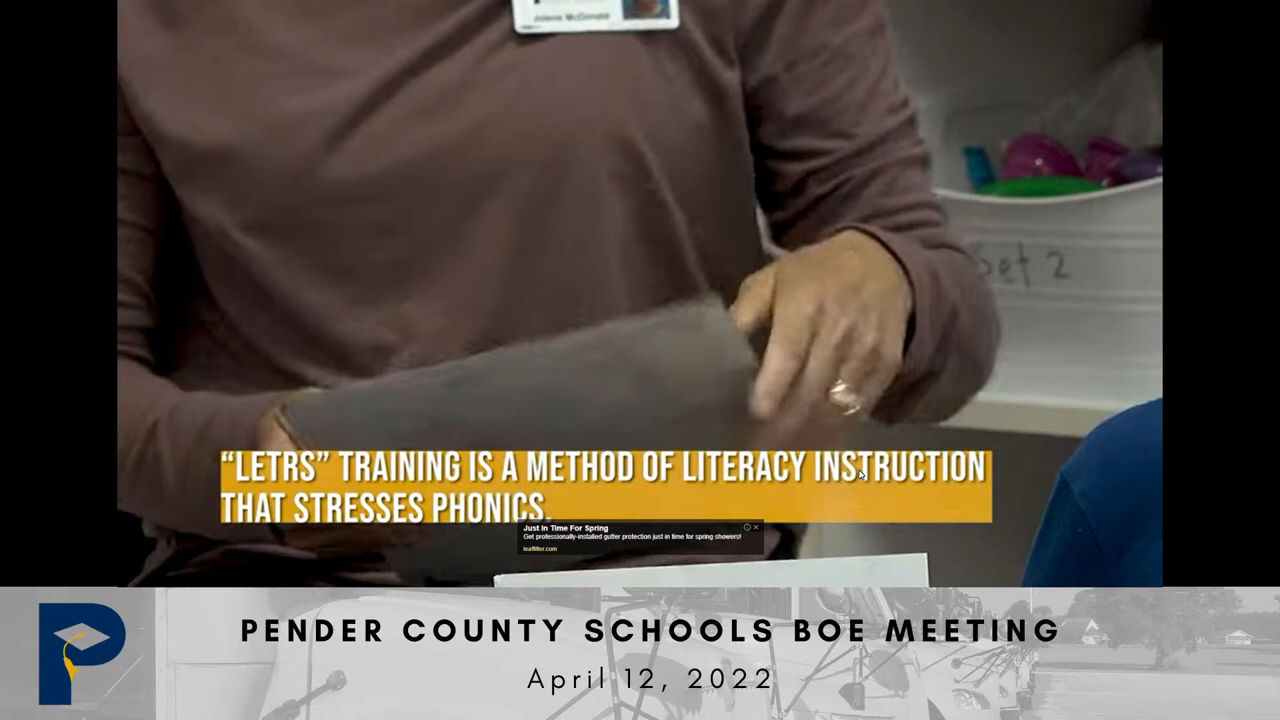 Jolene McDonald
Set 2
“LETRS” TRAINING IS A METHOD OF LITERACY INSTRUCTION
THAT STRESSES PHONICS.
Just In Time For Spring
Get professionally-installed gutter protection just in time for spring showers!
leaffilter.com
P
PENDER COUNTY SCHOOLS BOE MEETING
April 12, 2022